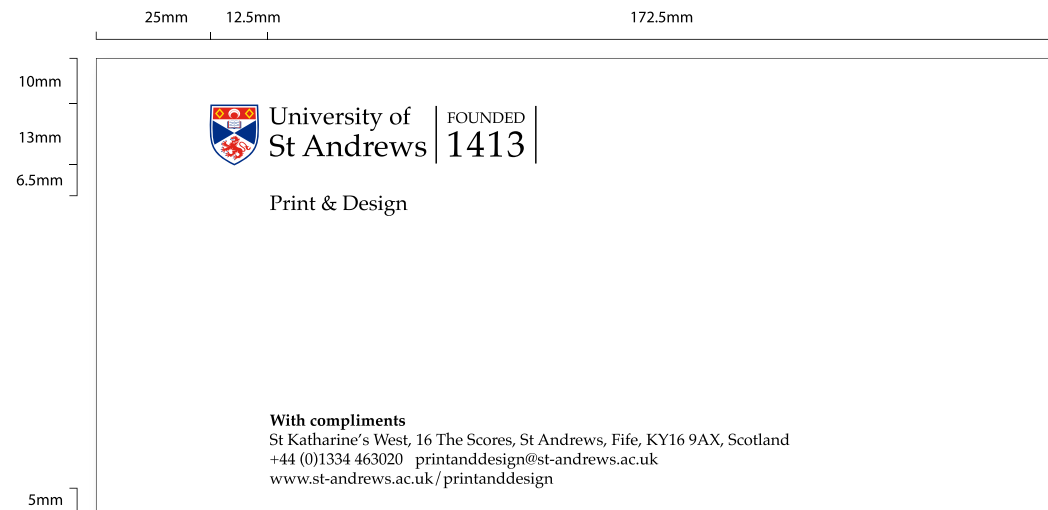 25mm 12.5mm 172.5mm
10mm
13mm
6.5mm
University of
St Andrews
FOUNDED
1413
Print & Design
With compliments
St Katharine’s West, 16 The Scores, St Andrews, Fife, KY16 9AX, Scotland
+44 (0)1334 463020 printanddesign@st-andrews.ac.uk
www.st-andrews.ac.uk/printanddesign
5mm